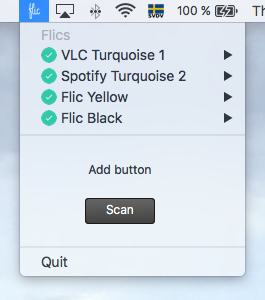 flic SVDV 100 % Th
Flics
VLC Turquoise 1
Spotify Turquoise 2
Flic Yellow
Flic Black
Add button
Scan
Quit